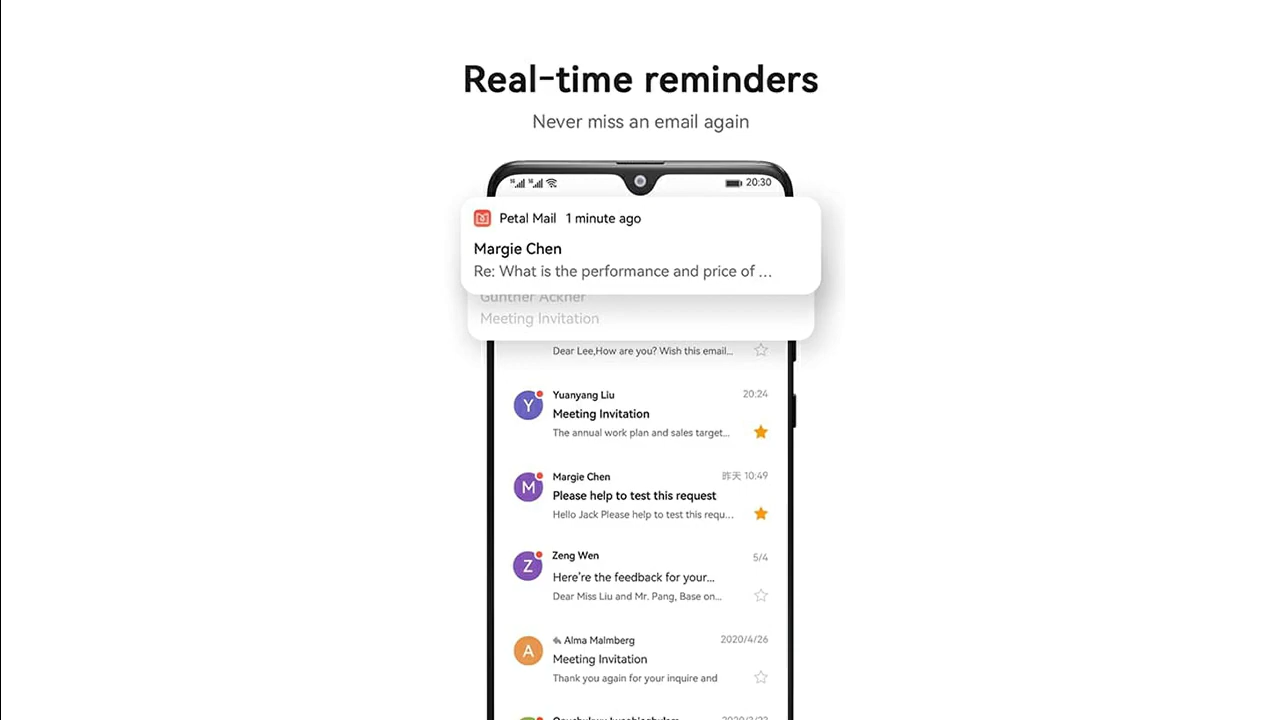 Real-time reminders
Never miss an email again
20:30
Petal Mail 1 minute ago
Margie Chen
Re: What is the performance and price of ...
Gunther Ackner
Meeting Invitation
Dear Lee,How are you? Wish this email...
Yuanyang Liu 20:24
Meeting Invitation
The annual work plan and sales target...
Margie Chen 昨天 10:49
Please help to test this request
Hello Jack Please help to test this requ...
Zeng Wen 5/4
Here're the feedback for your...
Dear Miss Liu and Mr. Pang, Base on...
Alma Malmberg 2020/4/26
Meeting Invitation
Thank you again for your inquire and
Y
M
Z
A